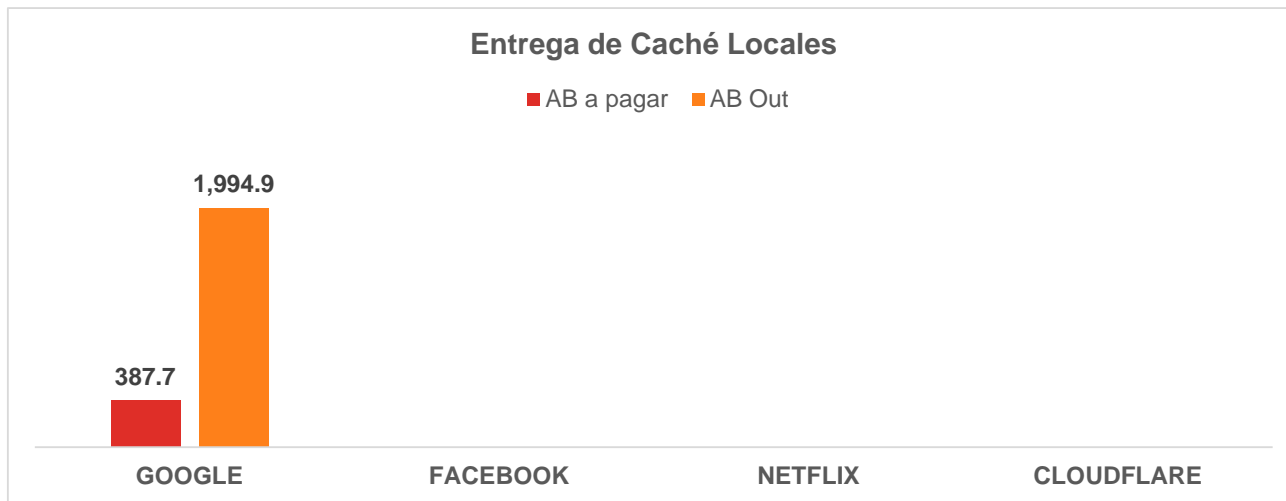 Entrega de Caché Locales
AB a pagar AB Out
1,994.9
387.7
GOOGLE FACEBOOK NETFLIX CLOUDFLARE